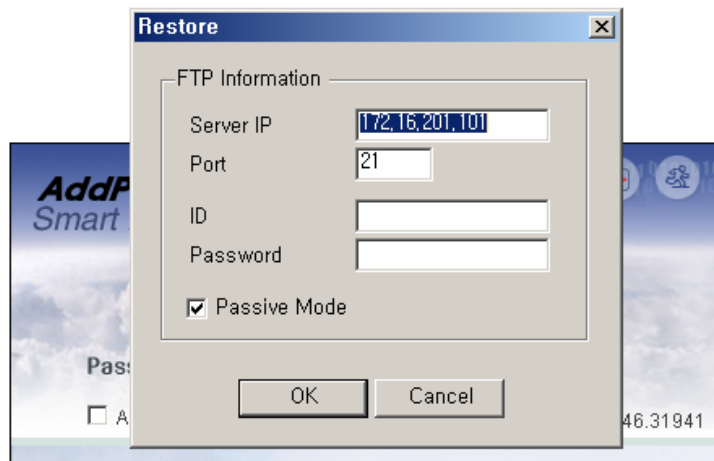 Restore
FTP Information
Server IP 172.16.201.101
Port 21
ID
Password
Passive Mode
OK Cancel
AddP
Smart
Pass
A
46.31941